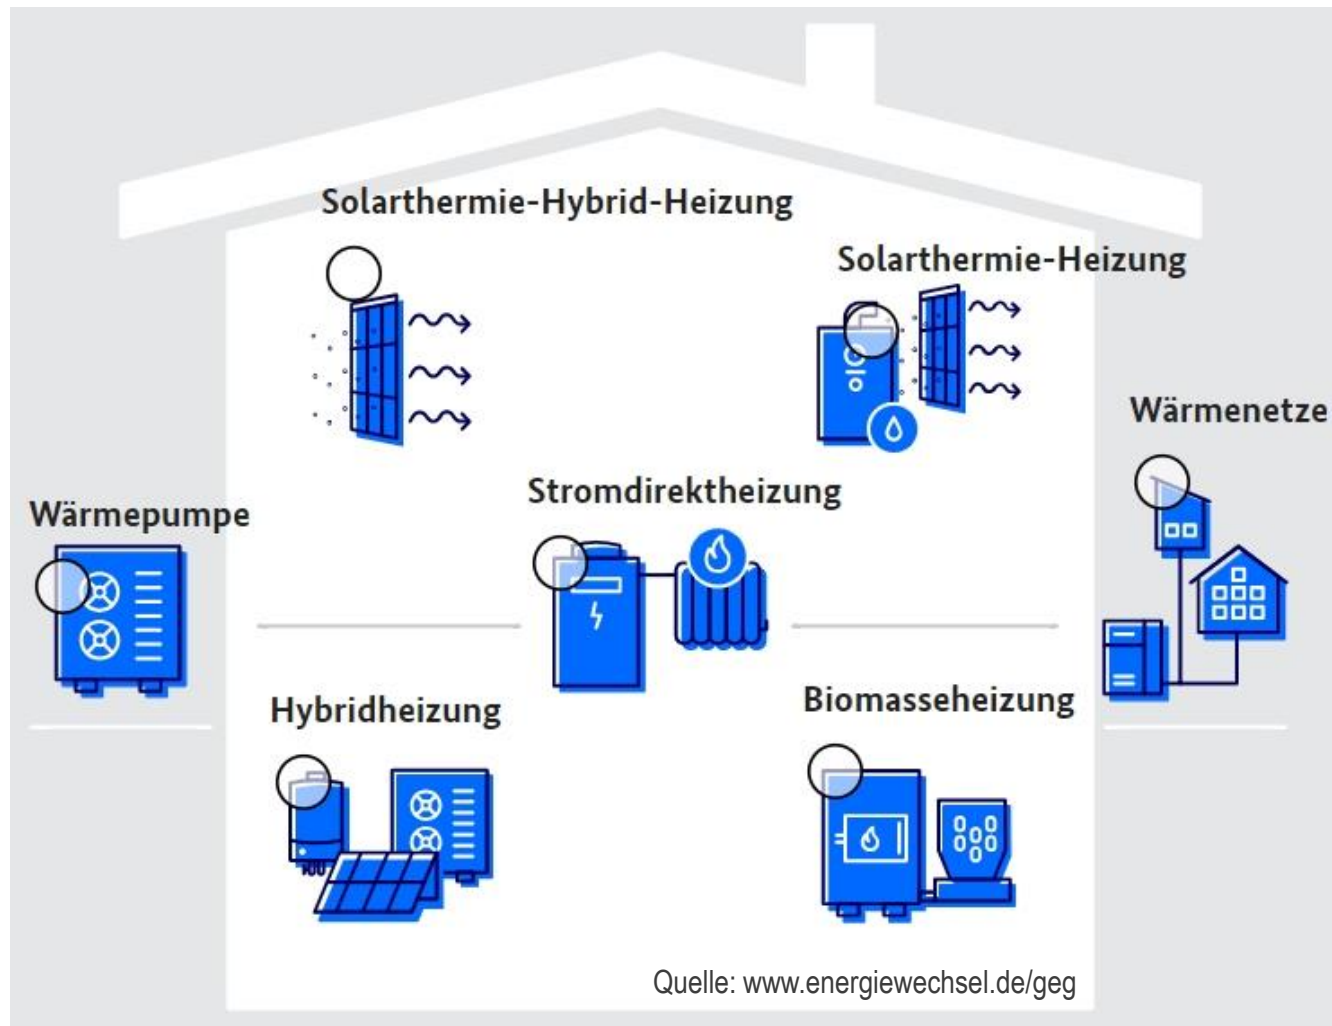 Solarthermie-Hybrid-Heizung
Solarthermie-Heizung
Wärmenetze
Stromdirektheizung
Wärmepumpe
Biomasseheizung
Hybridheizung
Quelle: www.energiewechsel.de/geg